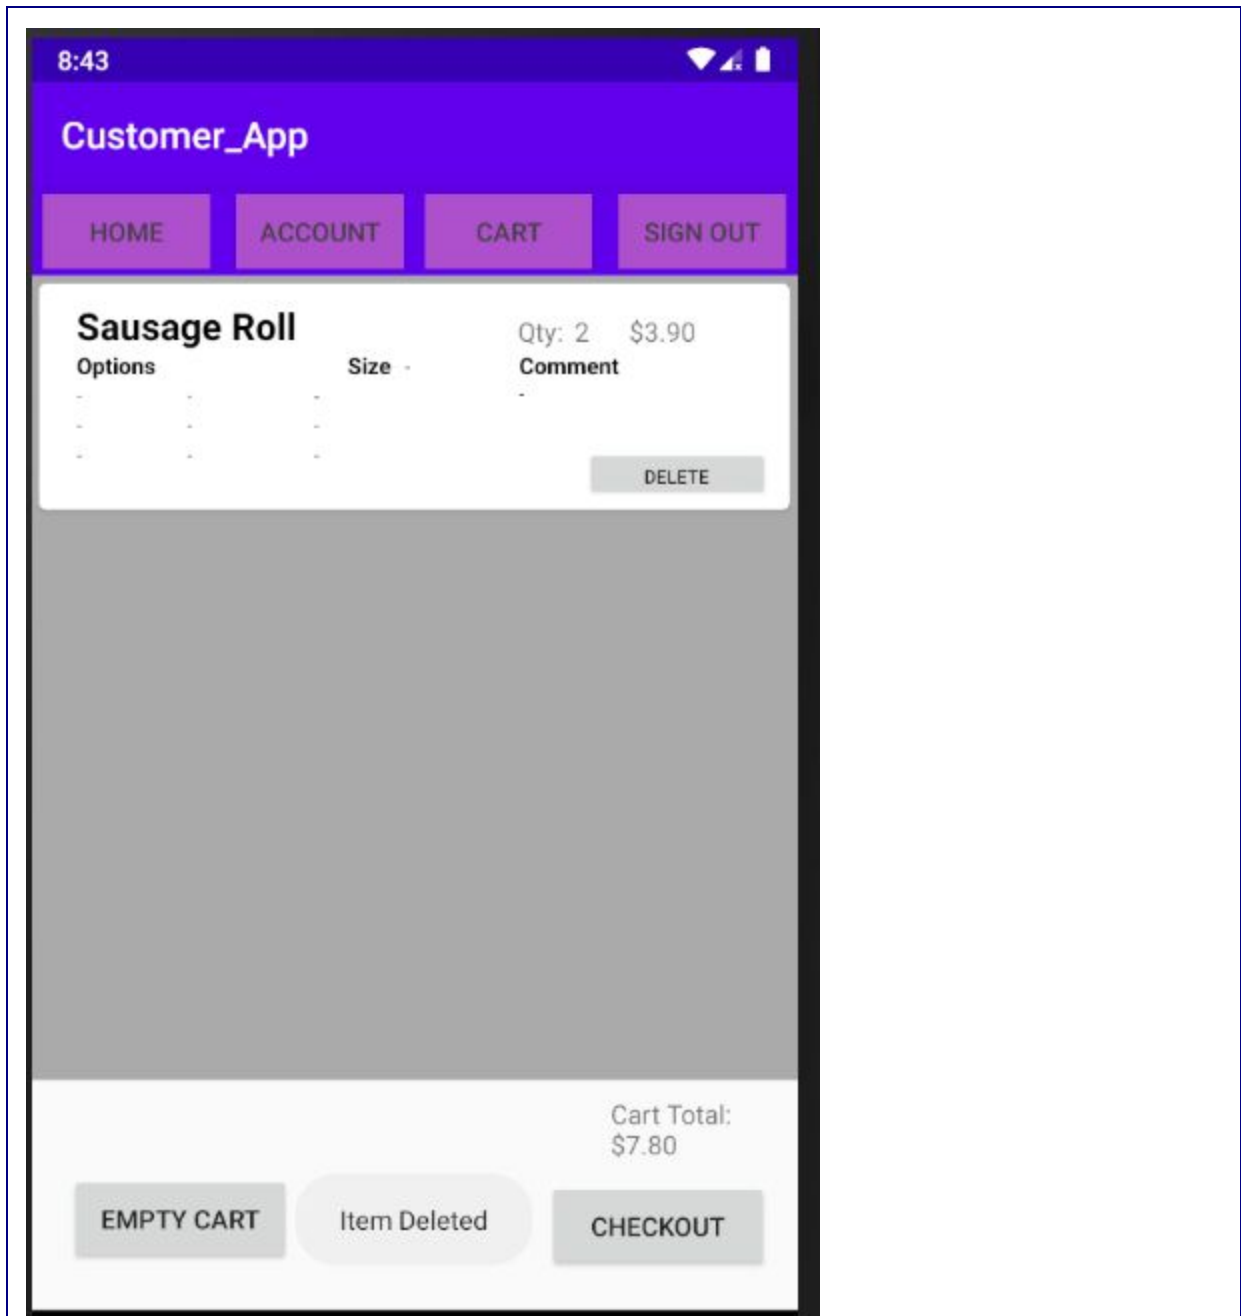 8:43
Customer_App
HOME ACCOUNT CART SIGN OUT
Sausage Roll Qty: 2 $3.90
Options Size - Comment
- - - -
- - -
- - -
DELETE
Cart Total:
$7.80
EMPTY CART Item Deleted CHECKOUT